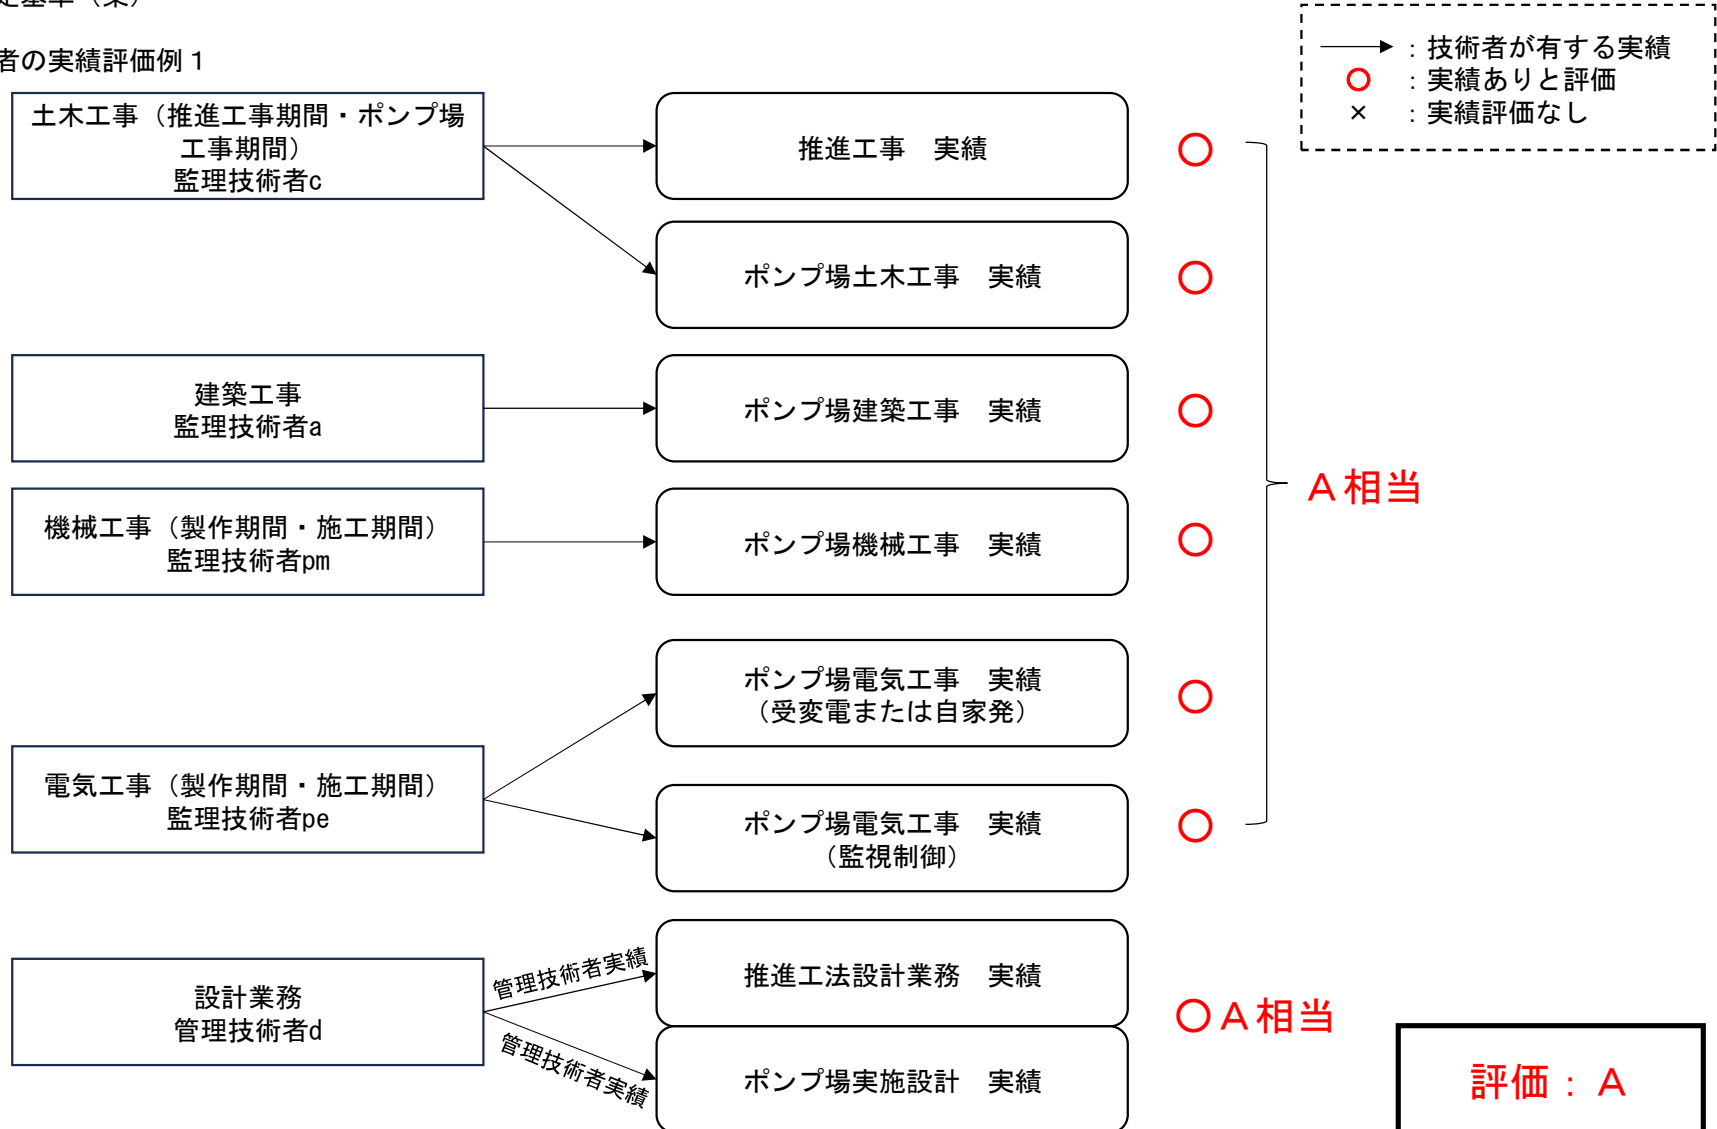 定基準（案）
者の実績評価例１
：技術者が有する実績
○ ：実績ありと評価
× ：実績評価なし
土木工事（推進工事期間・ポンプ場
工事期間）
監理技術者c
推進工事　実績
○
ポンプ場土木工事　実績
○
建築工事
監理技術者a
ポンプ場建築工事　実績
○
Ａ相当
機械工事（製作期間・施工期間）
監理技術者pm
ポンプ場機械工事　実績
○
ポンプ場電気工事　実績
（受変電または自家発）
○
電気工事（製作期間・施工期間）
監理技術者pe
ポンプ場電気工事　実績
（監視制御）
○
設計業務
管理技術者d
管理技術者実績
推進工法設計業務　実績
○Ａ相当
管理技術者実績
ポンプ場実施設計　実績
評価：Ａ